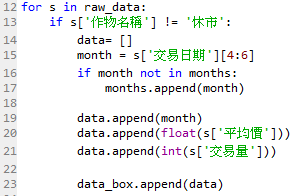 12 for s in raw_data:
13     if s['作物名稱'] != '休市':
14         data= []
15         month = s['交易日期'][4:6]
16         if month not in months:
17             months.append(month)
18
19         data.append(month)
20         data.append(float(s['平均價']))
21         data.append(int(s['交易量']))
22
23         data_box.append(data)